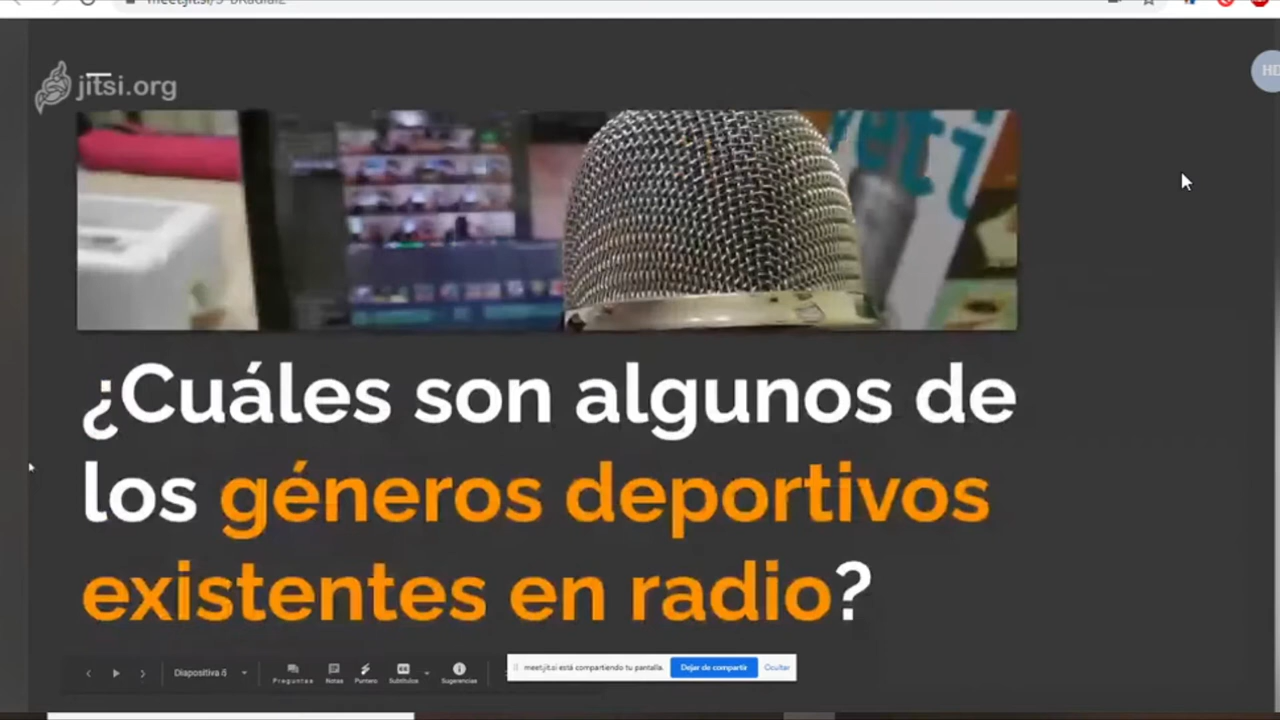 jitsi.org
HD
¿Cuáles son algunos de
los géneros deportivos
existentes en radio?
Diapositiva 6
Preguntas
Notas
Puntero
Subtítulos
Sugerencias
meet.jit.si está compartiendo tu pantalla.
Dejar de compartir
Ocultar